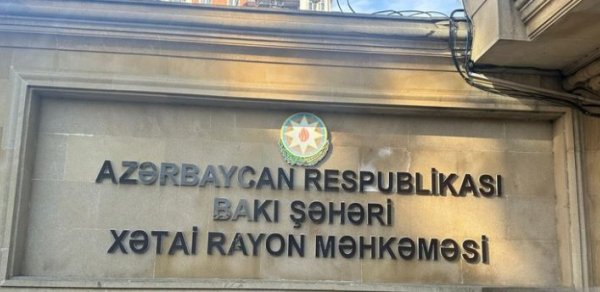 AZƏRBAYCAN RESPUBLİKASI
BAKI ŞƏHƏRİ
XƏTAİ RAYON MƏHKƏMƏSİ